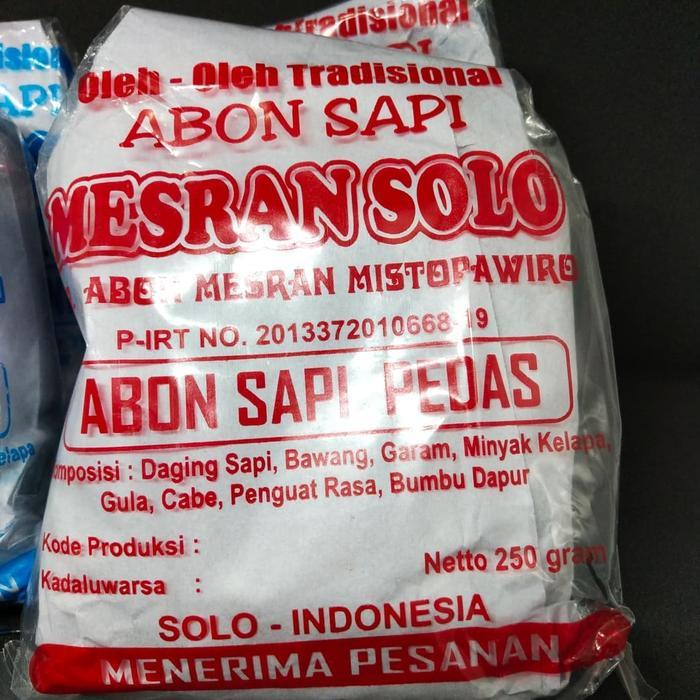 Oleh - Oleh Tradisional
ABON SAPI
MESRAN SOLO
ABON MESRAN MISTOPAWIRO
P-IRT NO. 2013372010668-19
ABON SAPI PEDAS
Komposisi : Daging Sapi, Bawang, Garam, Minyak Kelapa,
Gula, Cabe, Penguat Rasa, Bumbu Dapur
Kode Produksi :
Kadaluwarsa :
Netto 250 gram
SOLO - INDONESIA
MENERIMA PESANAN